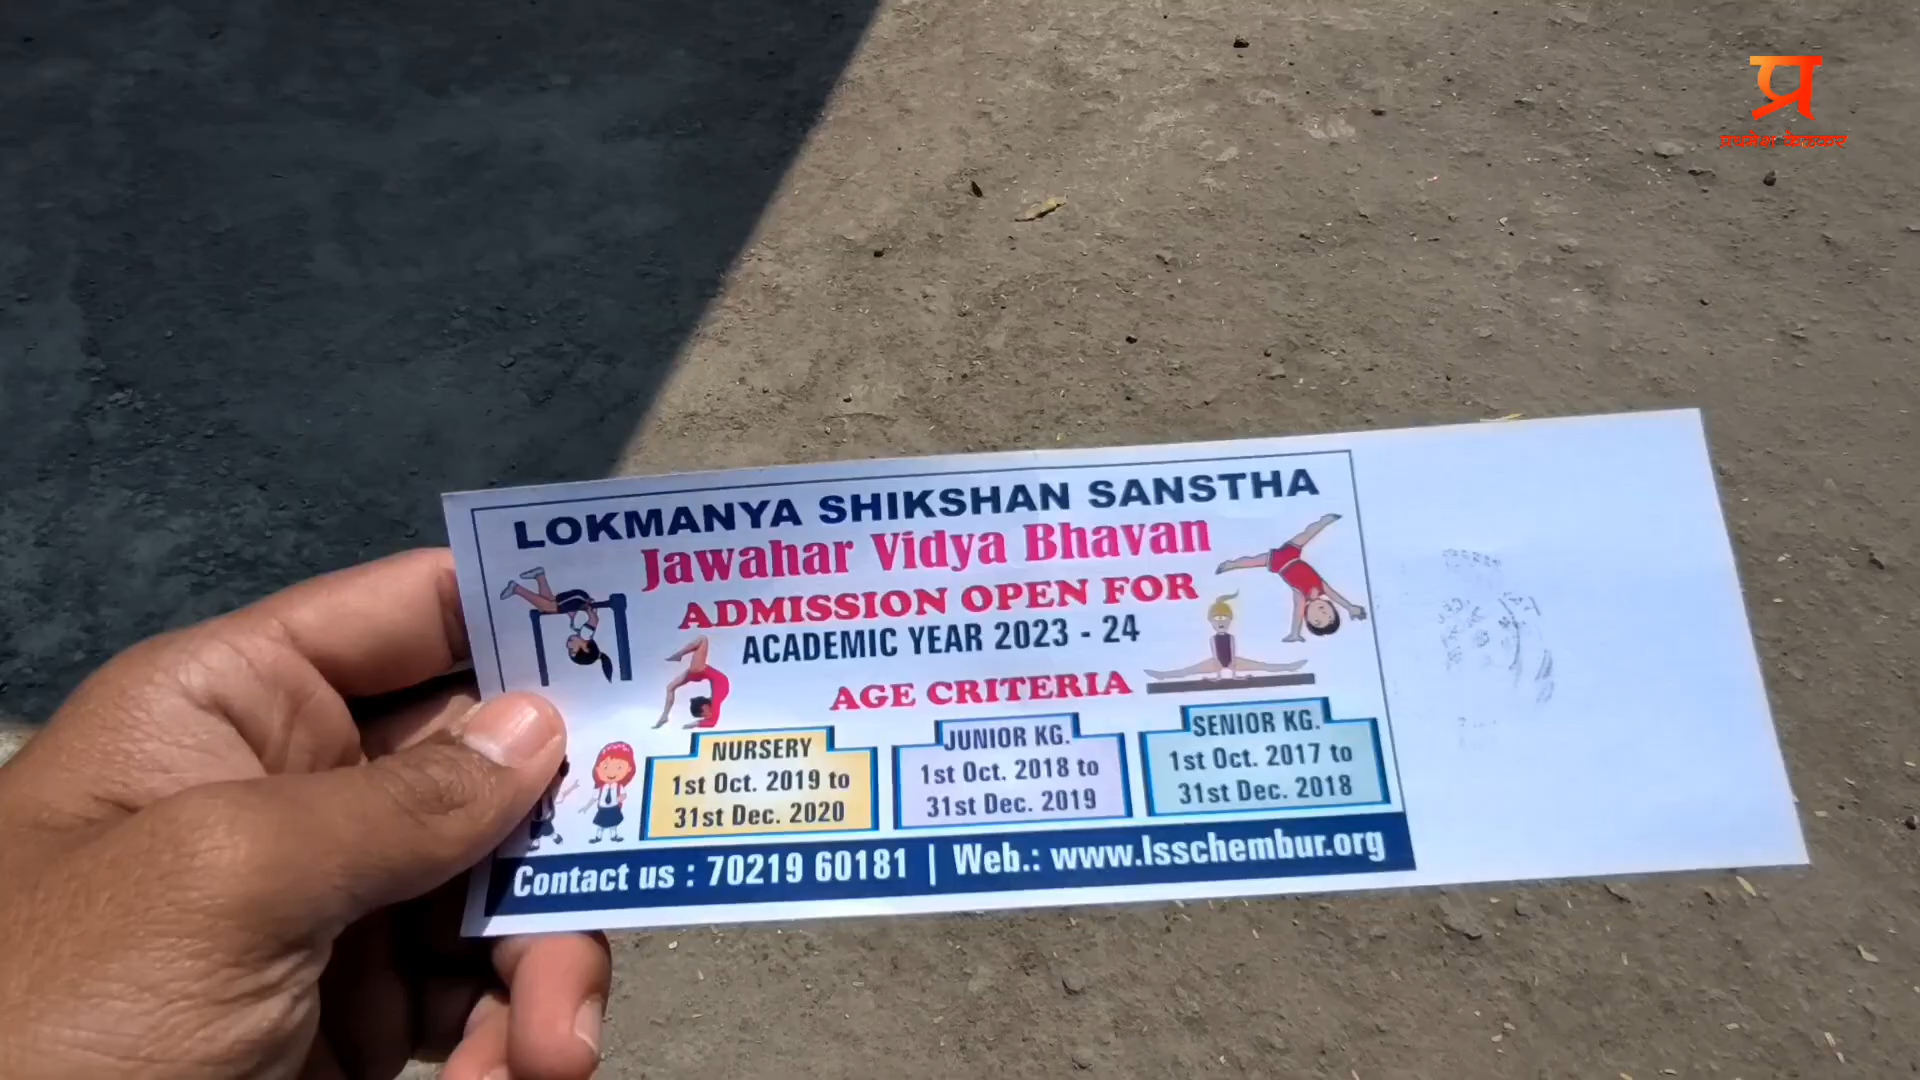 प्र
प्रथमेश केळकर
LOKMANYA SHIKSHAN SANSTHA
Jawahar Vidya Bhavan
ADMISSION OPEN FOR
ACADEMIC YEAR 2023 - 24
AGE CRITERIA
NURSERY
1st Oct. 2019 to
31st Dec. 2020
JUNIOR KG.
1st Oct. 2018 to
31st Dec. 2019
SENIOR KG.
1st Oct. 2017 to
31st Dec. 2018
Contact us : 70219 60181 | Web.: www.lsschembur.org